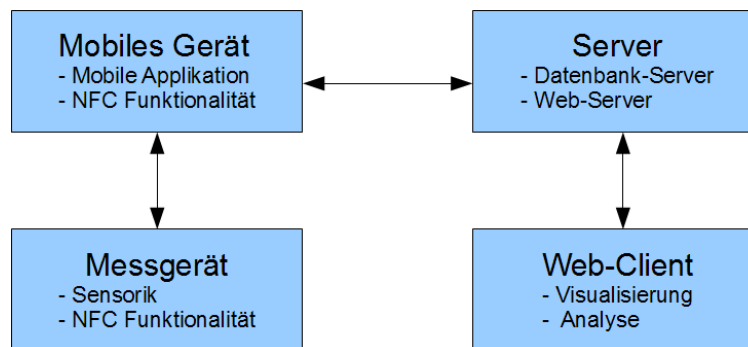 Mobiles Gerät
- Mobile Applikation
- NFC Funktionalität
Server
- Datenbank-Server
- Web-Server
Messgerät
- Sensorik
- NFC Funktionalität
Web-Client
- Visualisierung
- Analyse